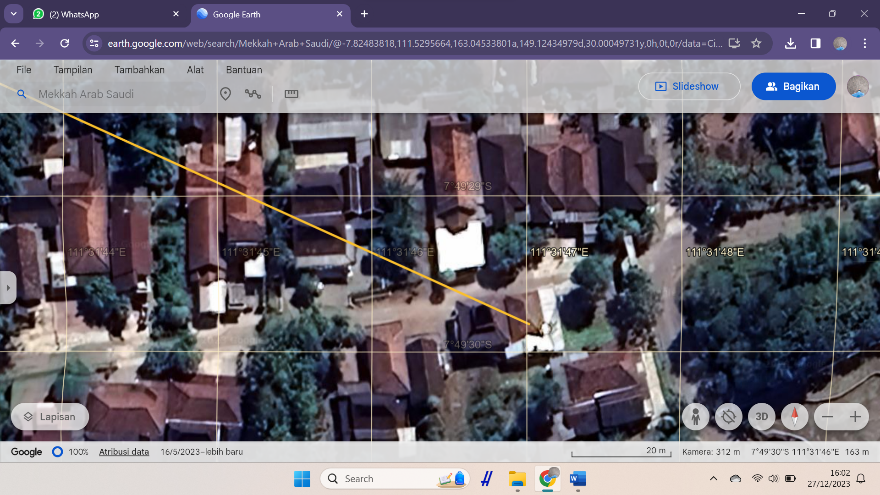 (2) WhatsApp
Google Earth
earth.google.com/web/search/Mekkah+Arab+Saudi/@-7.82483818,111.5295664,163.04533801a,149.12434979d,30.00049731y,0h,0t,0r/data=Ci...
File Tampilan Tambahkan Alat Bantuan
Mekkah Arab Saudi
Slideshow
Bagikan
7°49'29"S
111°31'44"E 111°31'45"E 111°31'46"E 111°31'47"E 111°31'48"E 111°31'4
7°49'30"S
Lapisan
3D
Google 100% Atribusi data 16/5/2023–lebih baru 20 m Kamera: 312 m 7°49'30"S 111°31'46"E 163 m
Search
16:02
27/12/2023